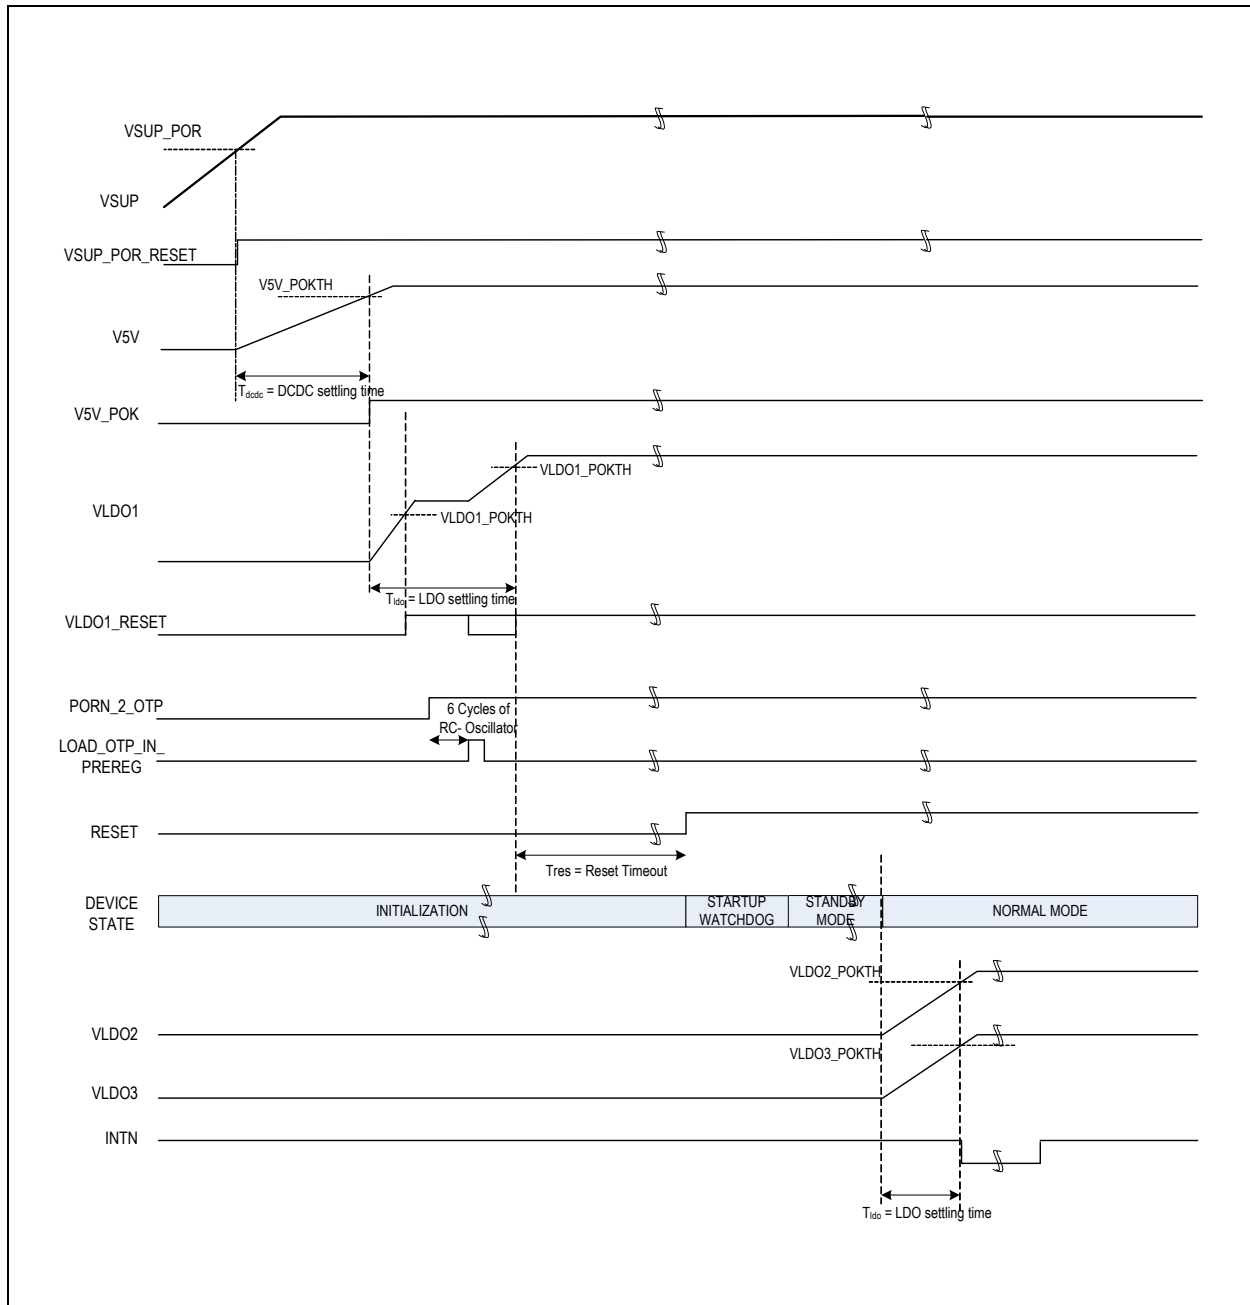 VSUP_POR
VSUP
VSUP_POR_RESET
V5V_POKTH
V5V
Tdcdc = DCDC settling time
V5V_POK
VLDO1_POKTH
VLDO1
VLDO1_POKTH
Tldo = LDO settling time
VLDO1_RESET
PORN_2_OTP
6 Cycles of
RC- Oscillator
LOAD_OTP_IN_
PREREG
RESET
Tres = Reset Timeout
DEVICE
STATE
INITIALIZATION
STARTUP
WATCHDOG
STANDBY
MODE
NORMAL MODE
VLDO2_POKTH
VLDO2
VLDO3_POKTH
VLDO3
INTN
Tldo = LDO settling time